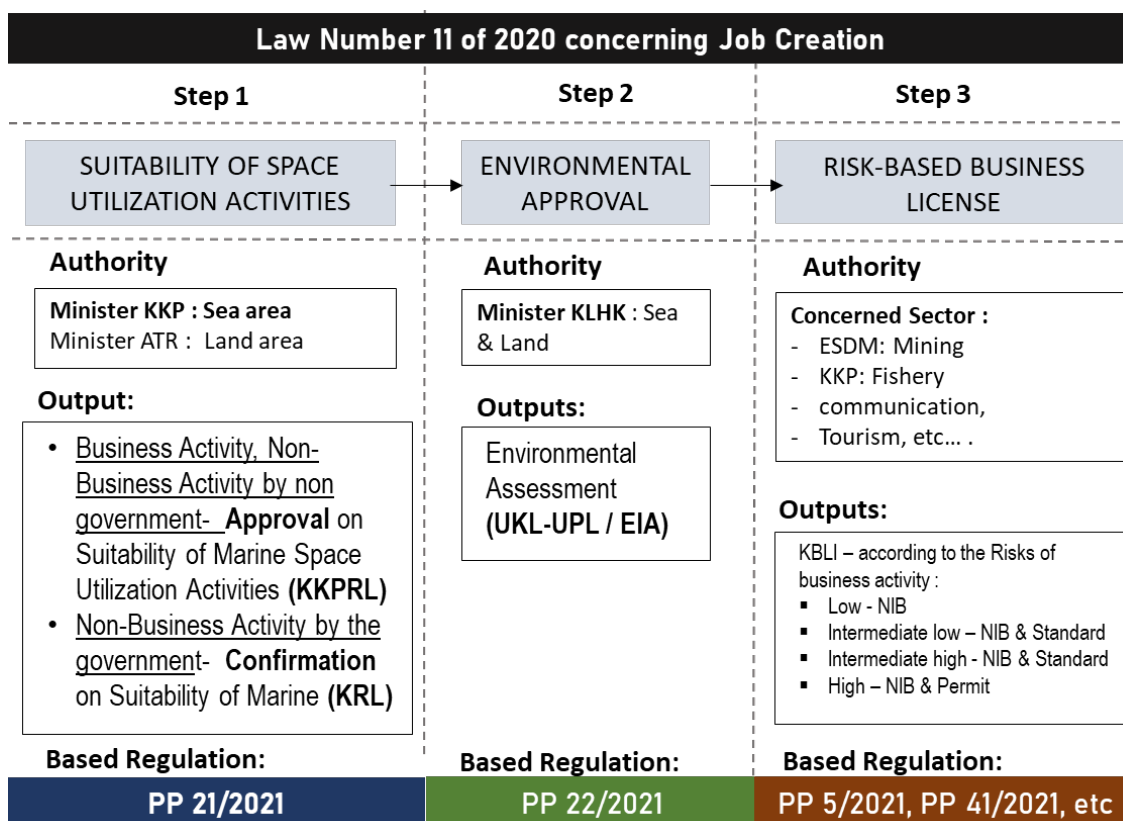 Law Number 11 of 2020 concerning Job Creation
Step 1
Step 2
Step 3
SUITABILITY OF SPACE
UTILIZATION ACTIVITIES
ENVIRONMENTAL
APPROVAL
RISK-BASED BUSINESS
LICENSE
Authority
Minister KKP : Sea area
Minister ATR : Land area
Output:
• Business Activity, Non-
Business Activity by non
government- Approval on
Suitability of Marine Space
Utilization Activities (KKPRL)
• Non-Business Activity by the
government- Confirmation
on Suitability of Marine (KRL)
Based Regulation:
PP 21/2021
Authority
Minister KLHK : Sea
& Land
Outputs:
Environmental
Assessment
(UKL-UPL / EIA)
Based Regulation:
PP 22/2021
Authority
Concerned Sector :
- ESDM: Mining
- KKP: Fishery
- communication,
- Tourism, etc... .
Outputs:
KBLI – according to the Risks of
business activity :
▪ Low - NIB
▪ Intermediate low – NIB & Standard
▪ Intermediate high - NIB & Standard
▪ High – NIB & Permit
Based Regulation:
PP 5/2021, PP 41/2021, etc